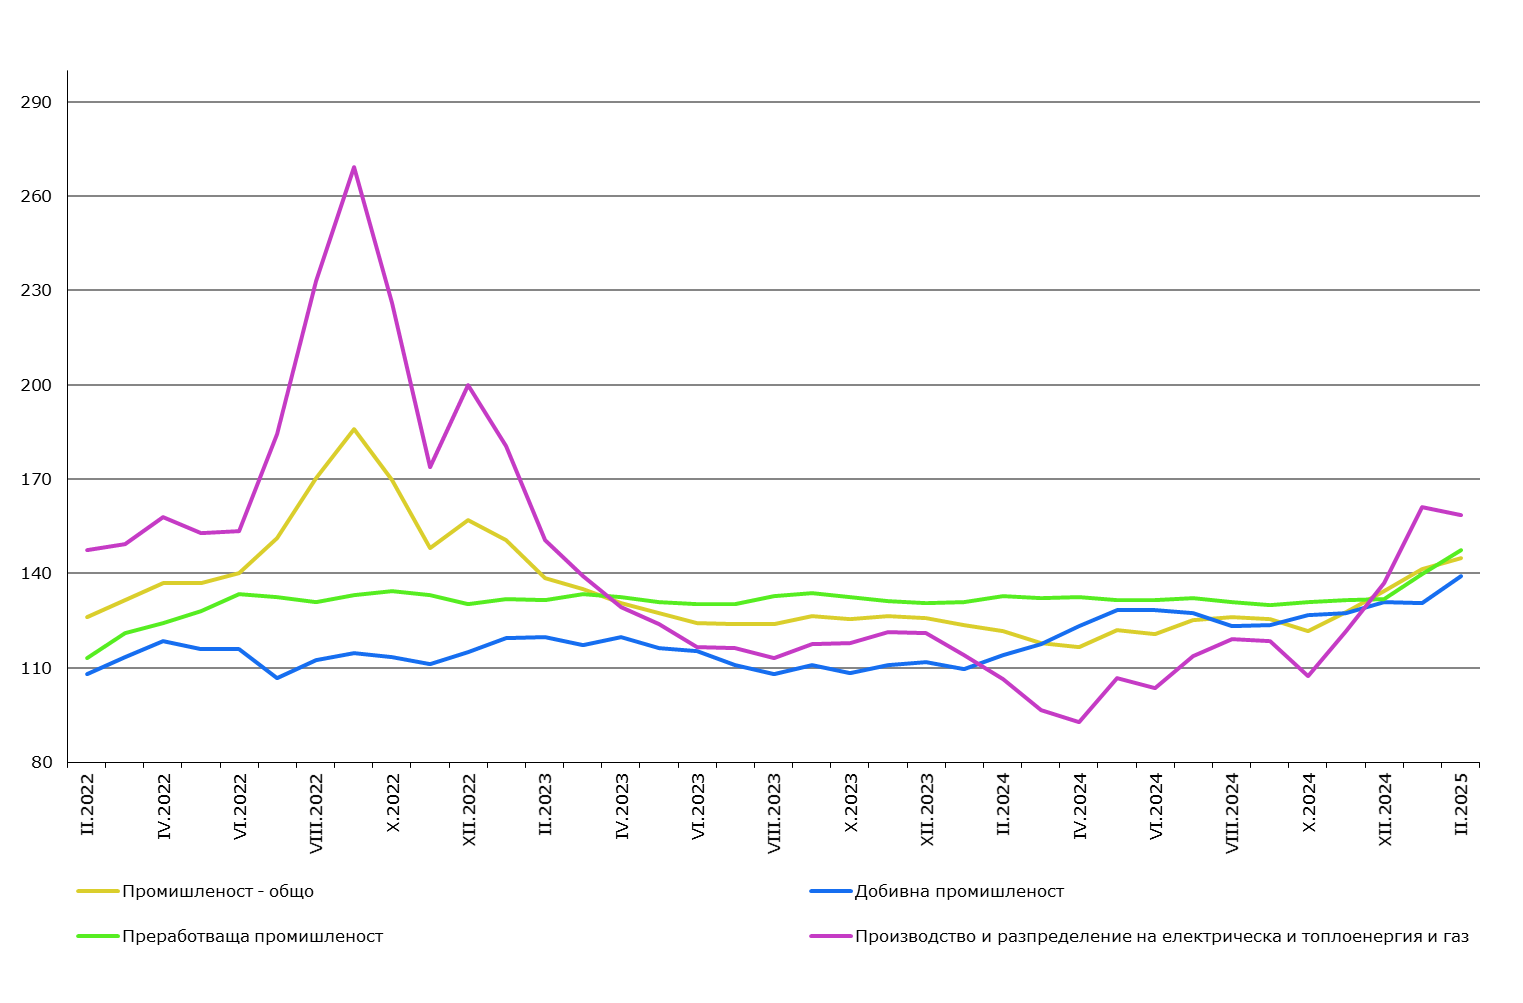 290
260
230
200
170
140
110
80
II.2022
IV.2022
VI.2022
VIII.2022
X.2022
XII.2022
II.2023
IV.2023
VI.2023
VIII.2023
X.2023
XII.2023
II.2024
IV.2024
VI.2024
VIII.2024
X.2024
XII.2024
II.2025
Промишленост - общо
Добивна промишленост
Преработваща промишленост
Производство и разпределение на електрическа и топлоенергия и газ